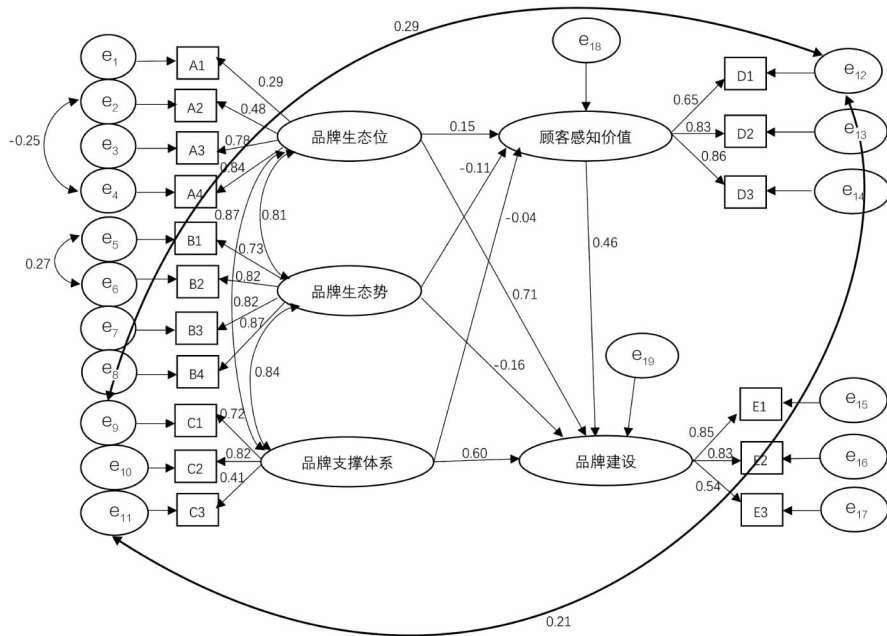 0.29
e18
e1
A1
0.29
D1
e12
e2
A2
0.48
0.65
-0.25
e3
A3
0.78
品牌生态位
0.15
顾客感知价值
0.83
D2
e13
e4
A4
0.84
-0.11
0.86
D3
e14
0.87
0.81
-0.04
e5
B1
0.73
0.46
0.27
e6
B2
0.82
品牌生态势
0.71
e7
B3
0.82
0.87
e8
B4
0.84
-0.16
e19
e9
C1
0.72
E1
e15
0.85
e10
C2
0.82
品牌支撑体系
0.60
品牌建设
0.83
E2
e16
e11
C3
0.41
0.54
E3
e17
0.21